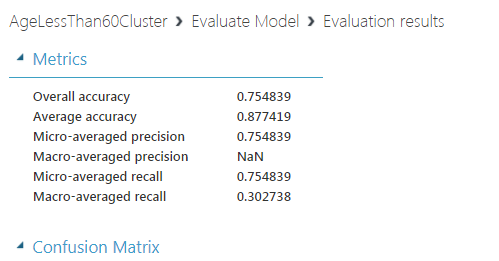 AgeLessThan60Cluster › Evaluate Model › Evaluation results
Metrics
Overall accuracy 0.754839
Average accuracy 0.877419
Micro-averaged precision 0.754839
Macro-averaged precision NaN
Micro-averaged recall 0.754839
Macro-averaged recall 0.302738
Confusion Matrix